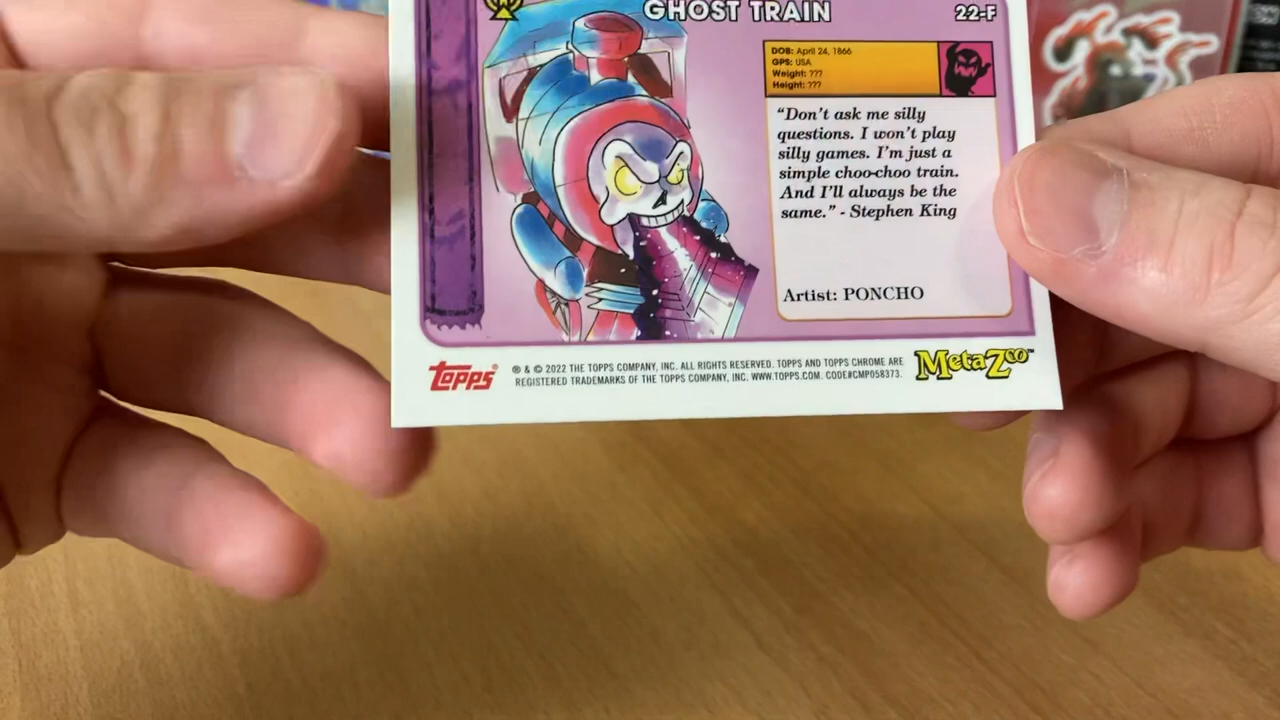 GHOST TRAIN
22-F
DOB: April 24, 1866
GPS: USA
Weight: ???
Height: ???
"Don't ask me silly
questions. I won't play
silly games. I'm just a
simple choo-choo train.
And I'll always be the
same." - Stephen King
Artist: PONCHO
Topps
® & © 2022 THE TOPPS COMPANY, INC. ALL RIGHTS RESERVED. TOPPS AND TOPPS CHROME ARE
REGISTERED TRADEMARKS OF THE TOPPS COMPANY, INC. WWW.TOPPS.COM. CODE#CMP058373.
MetaZoo™